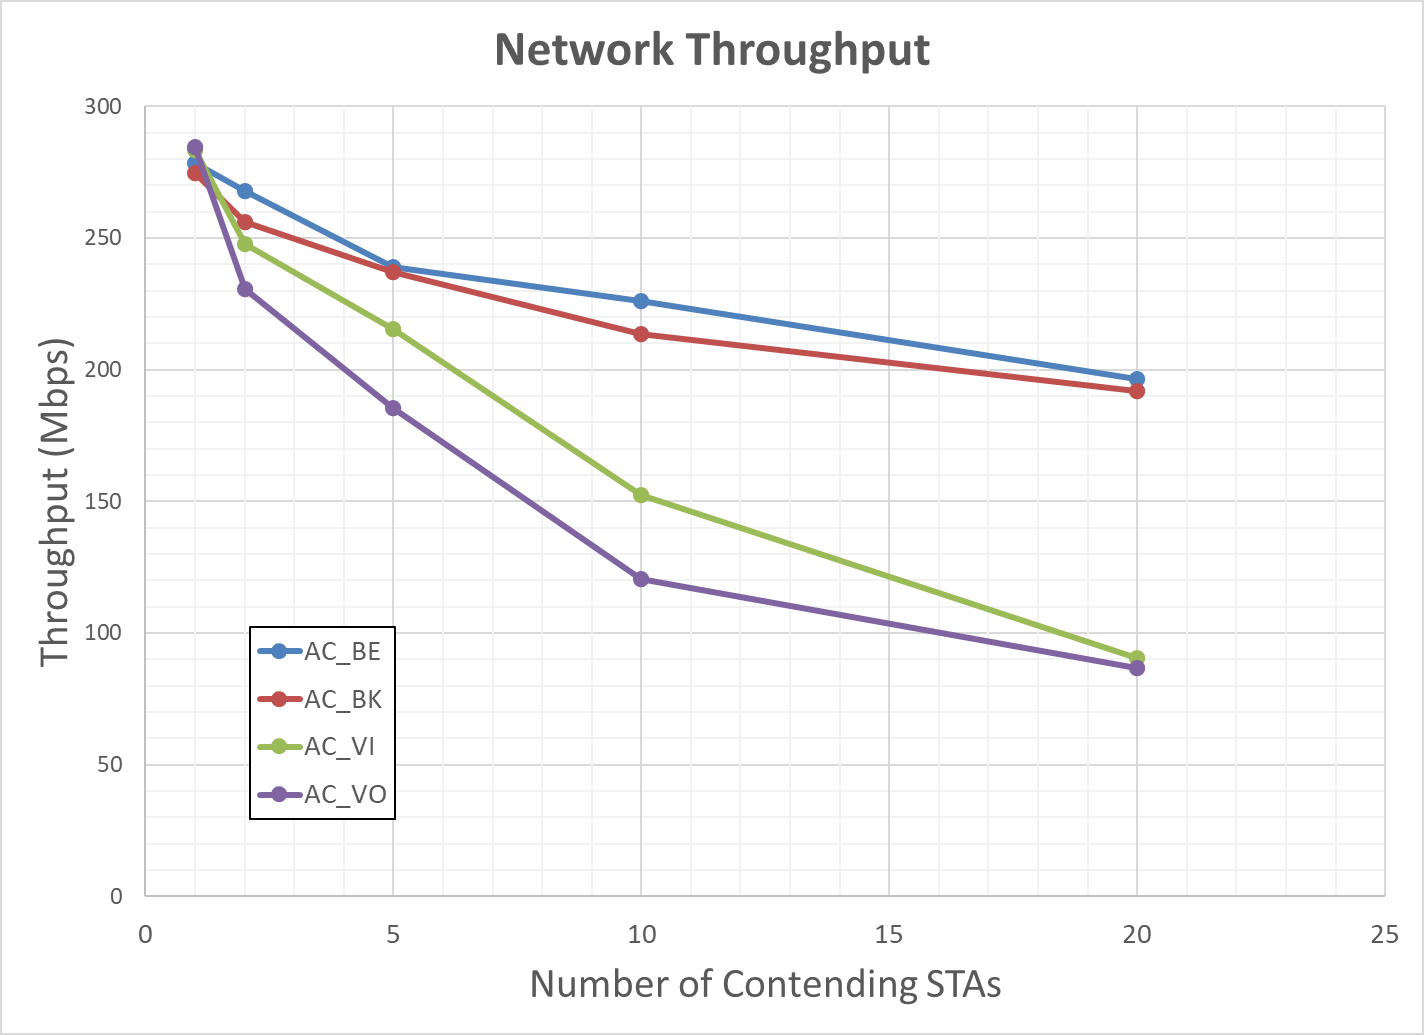 Network Throughput
300
250
200
150
100
50
0
Throughput (Mbps)
AC_BE
AC_BK
AC_VI
AC_VO
0 5 10 15 20 25
Number of Contending STAs